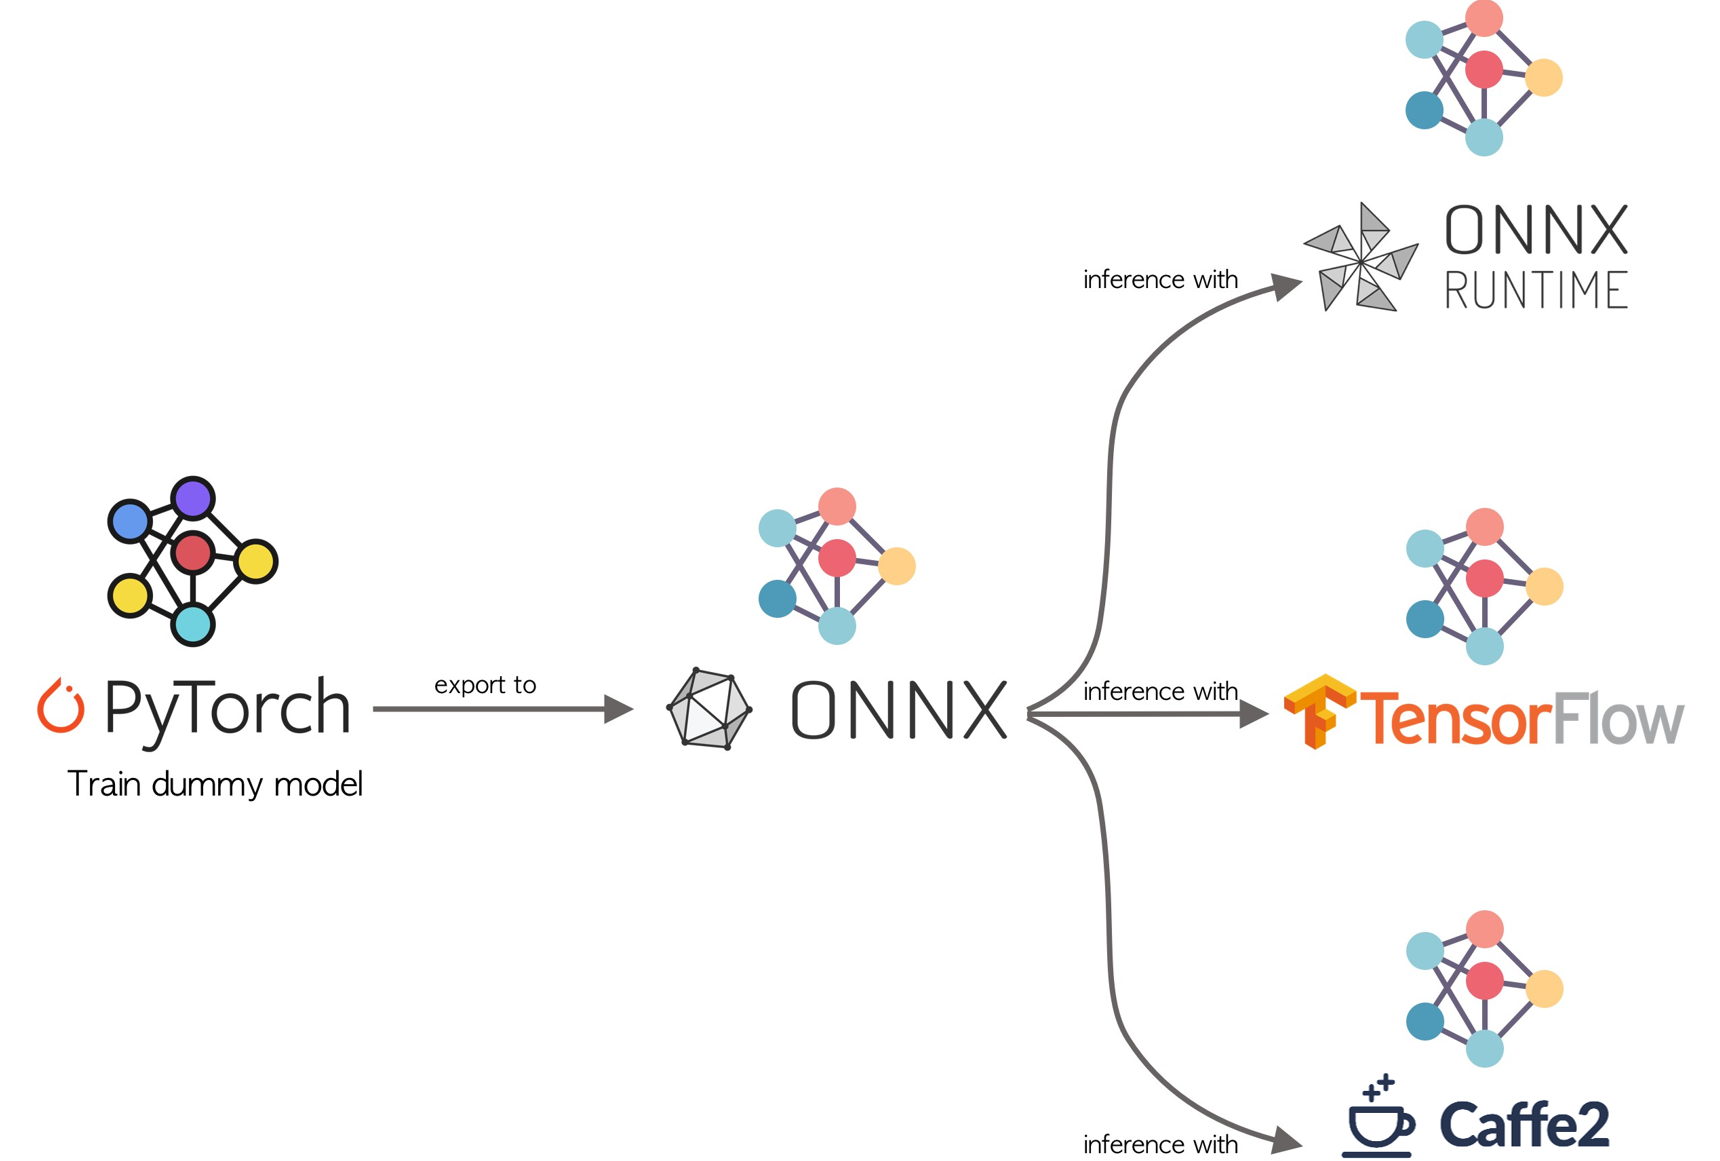 ONNX
RUNTIME
inference with
PyTorch
Train dummy model
export to
ONNX
inference with
TensorFlow
inference with
Caffe2